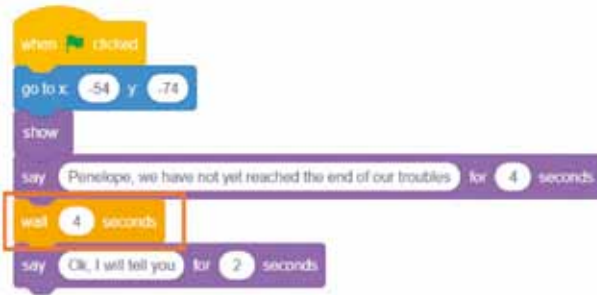 when clicked
go to x: -54 y: -74
show
say Penelope, we have not yet reached the end of our troubles for 4 seconds
wait 4 seconds
say Ok, I will tell you for 2 seconds